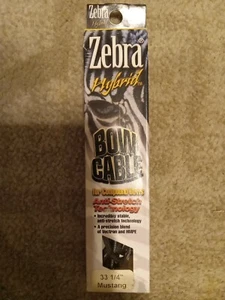 Zebra
Hybrid
Zebra
Hybrid
BOW
CABLE
for Compound Bows
Anti-Stretch
Technology
• Incredibly stable,
anti-stretch technology
• A precision blend
of Vectran and HMPE
33 1/4"
Mustang